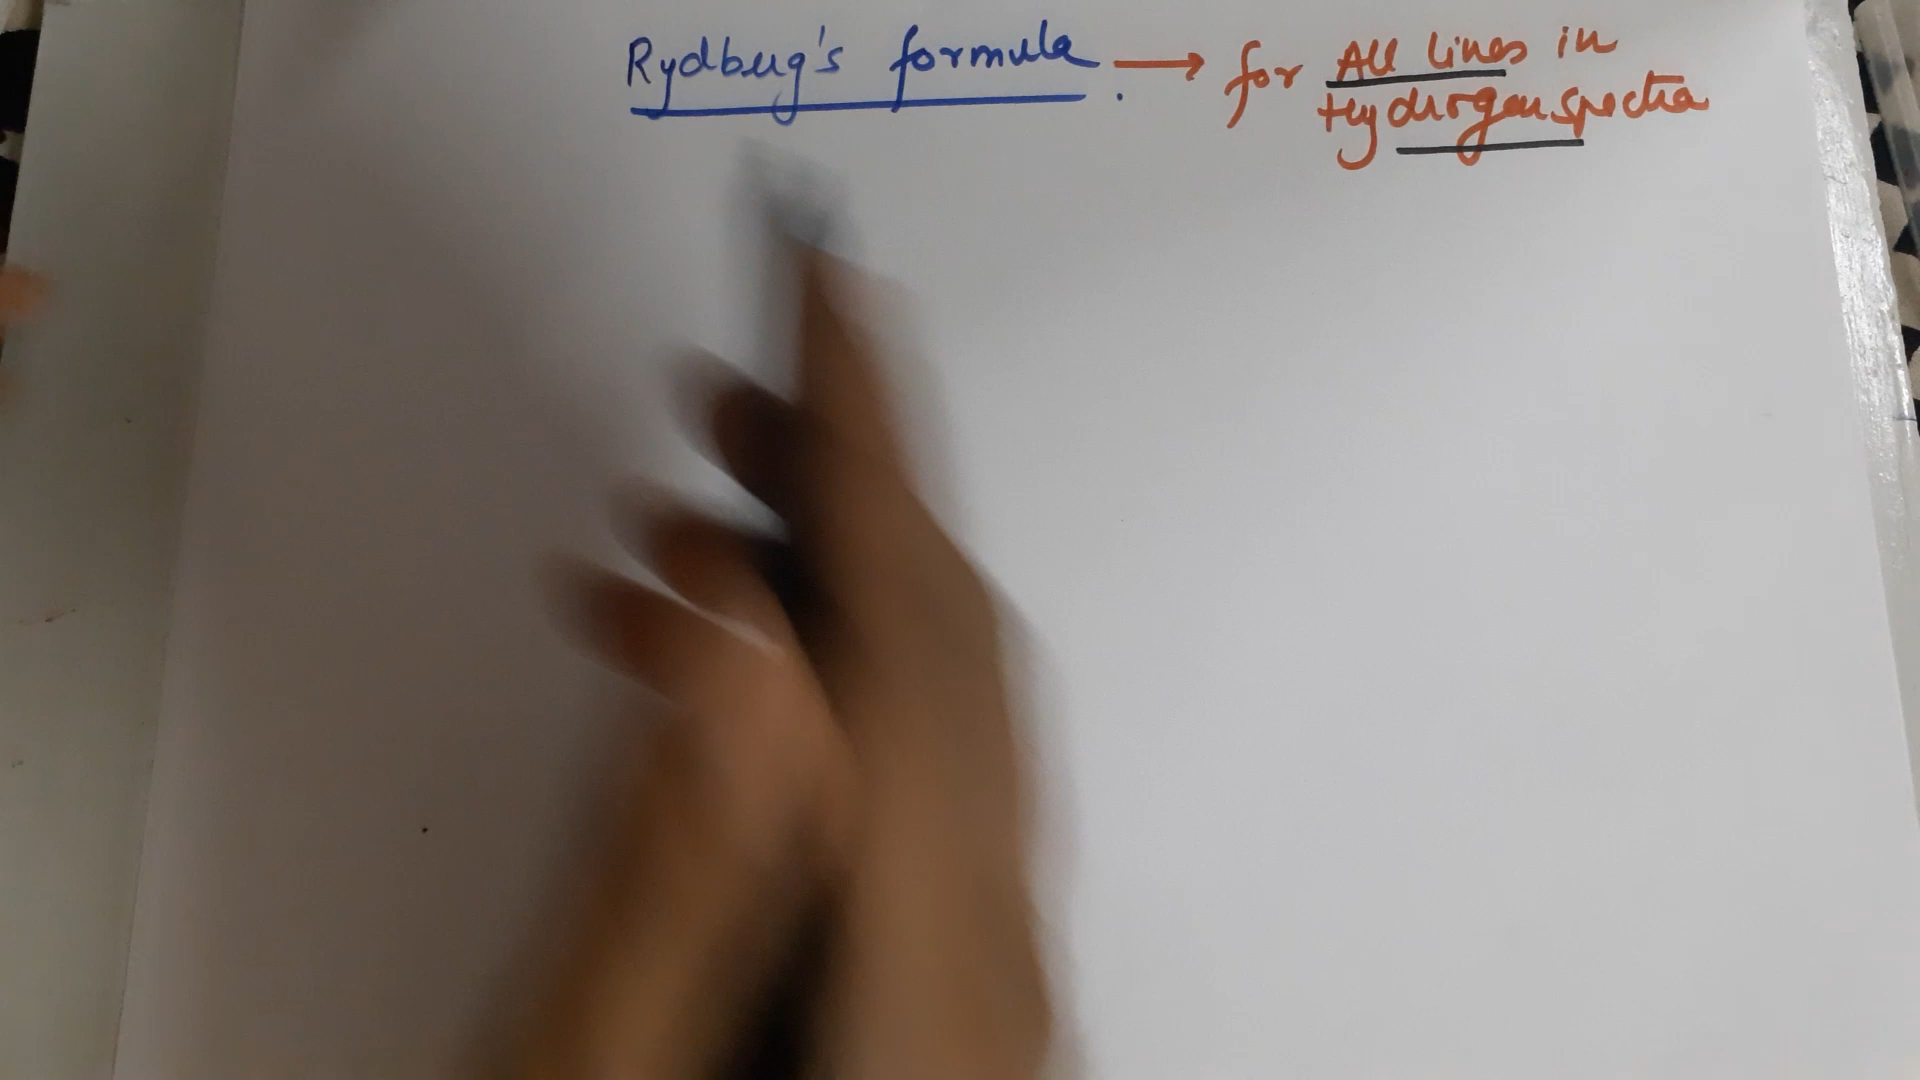 Rydberg's formula. → for All lines in
Hydrogen spectra